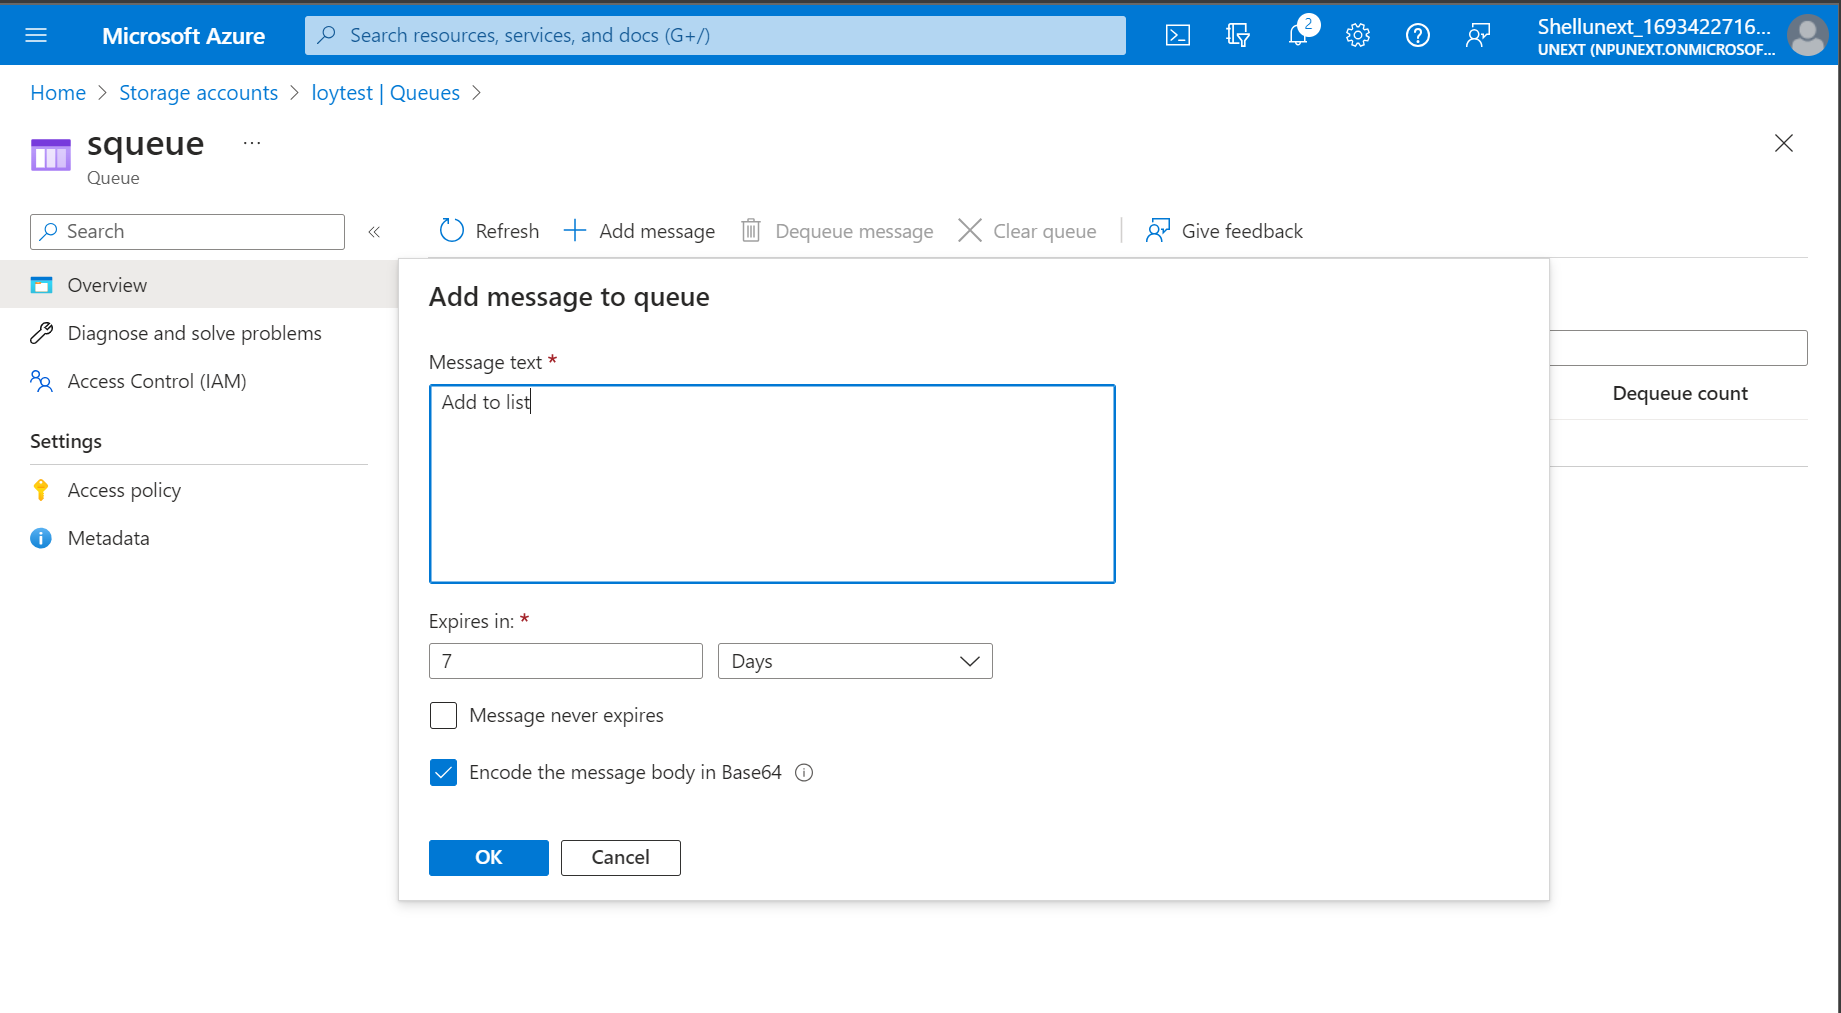 Microsoft Azure
Search resources, services, and docs (G+/)
2
Shellunext_1693422716...
UNEXT (NPUNEXT.ONMICROSOF...
Home > Storage accounts > loytest | Queues >
squeue ...
Queue
Search
«
Refresh
Add message
Dequeue message
Clear queue
Give feedback
Overview
Diagnose and solve problems
Access Control (IAM)
Settings
Access policy
Metadata
Add message to queue
Message text *
Add to list
Expires in: *
7
Days
Message never expires
Encode the message body in Base64
OK
Cancel
Dequeue count